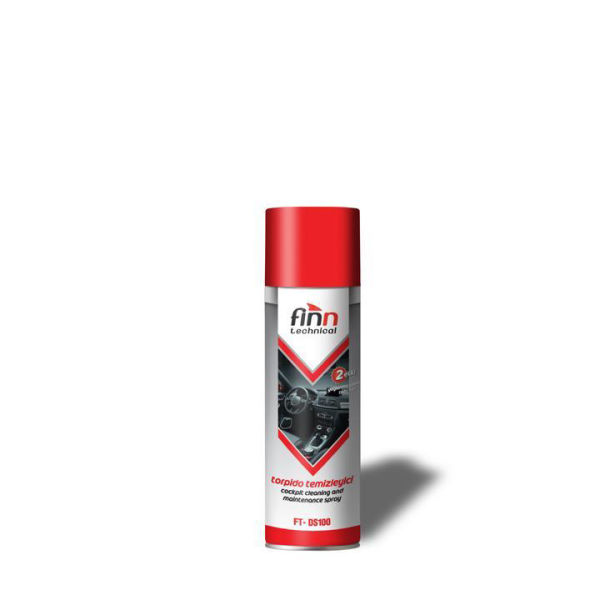 finn
technical
2
torpido temizleyici
cockpit cleaning and
maintenance spray
FT- DS100